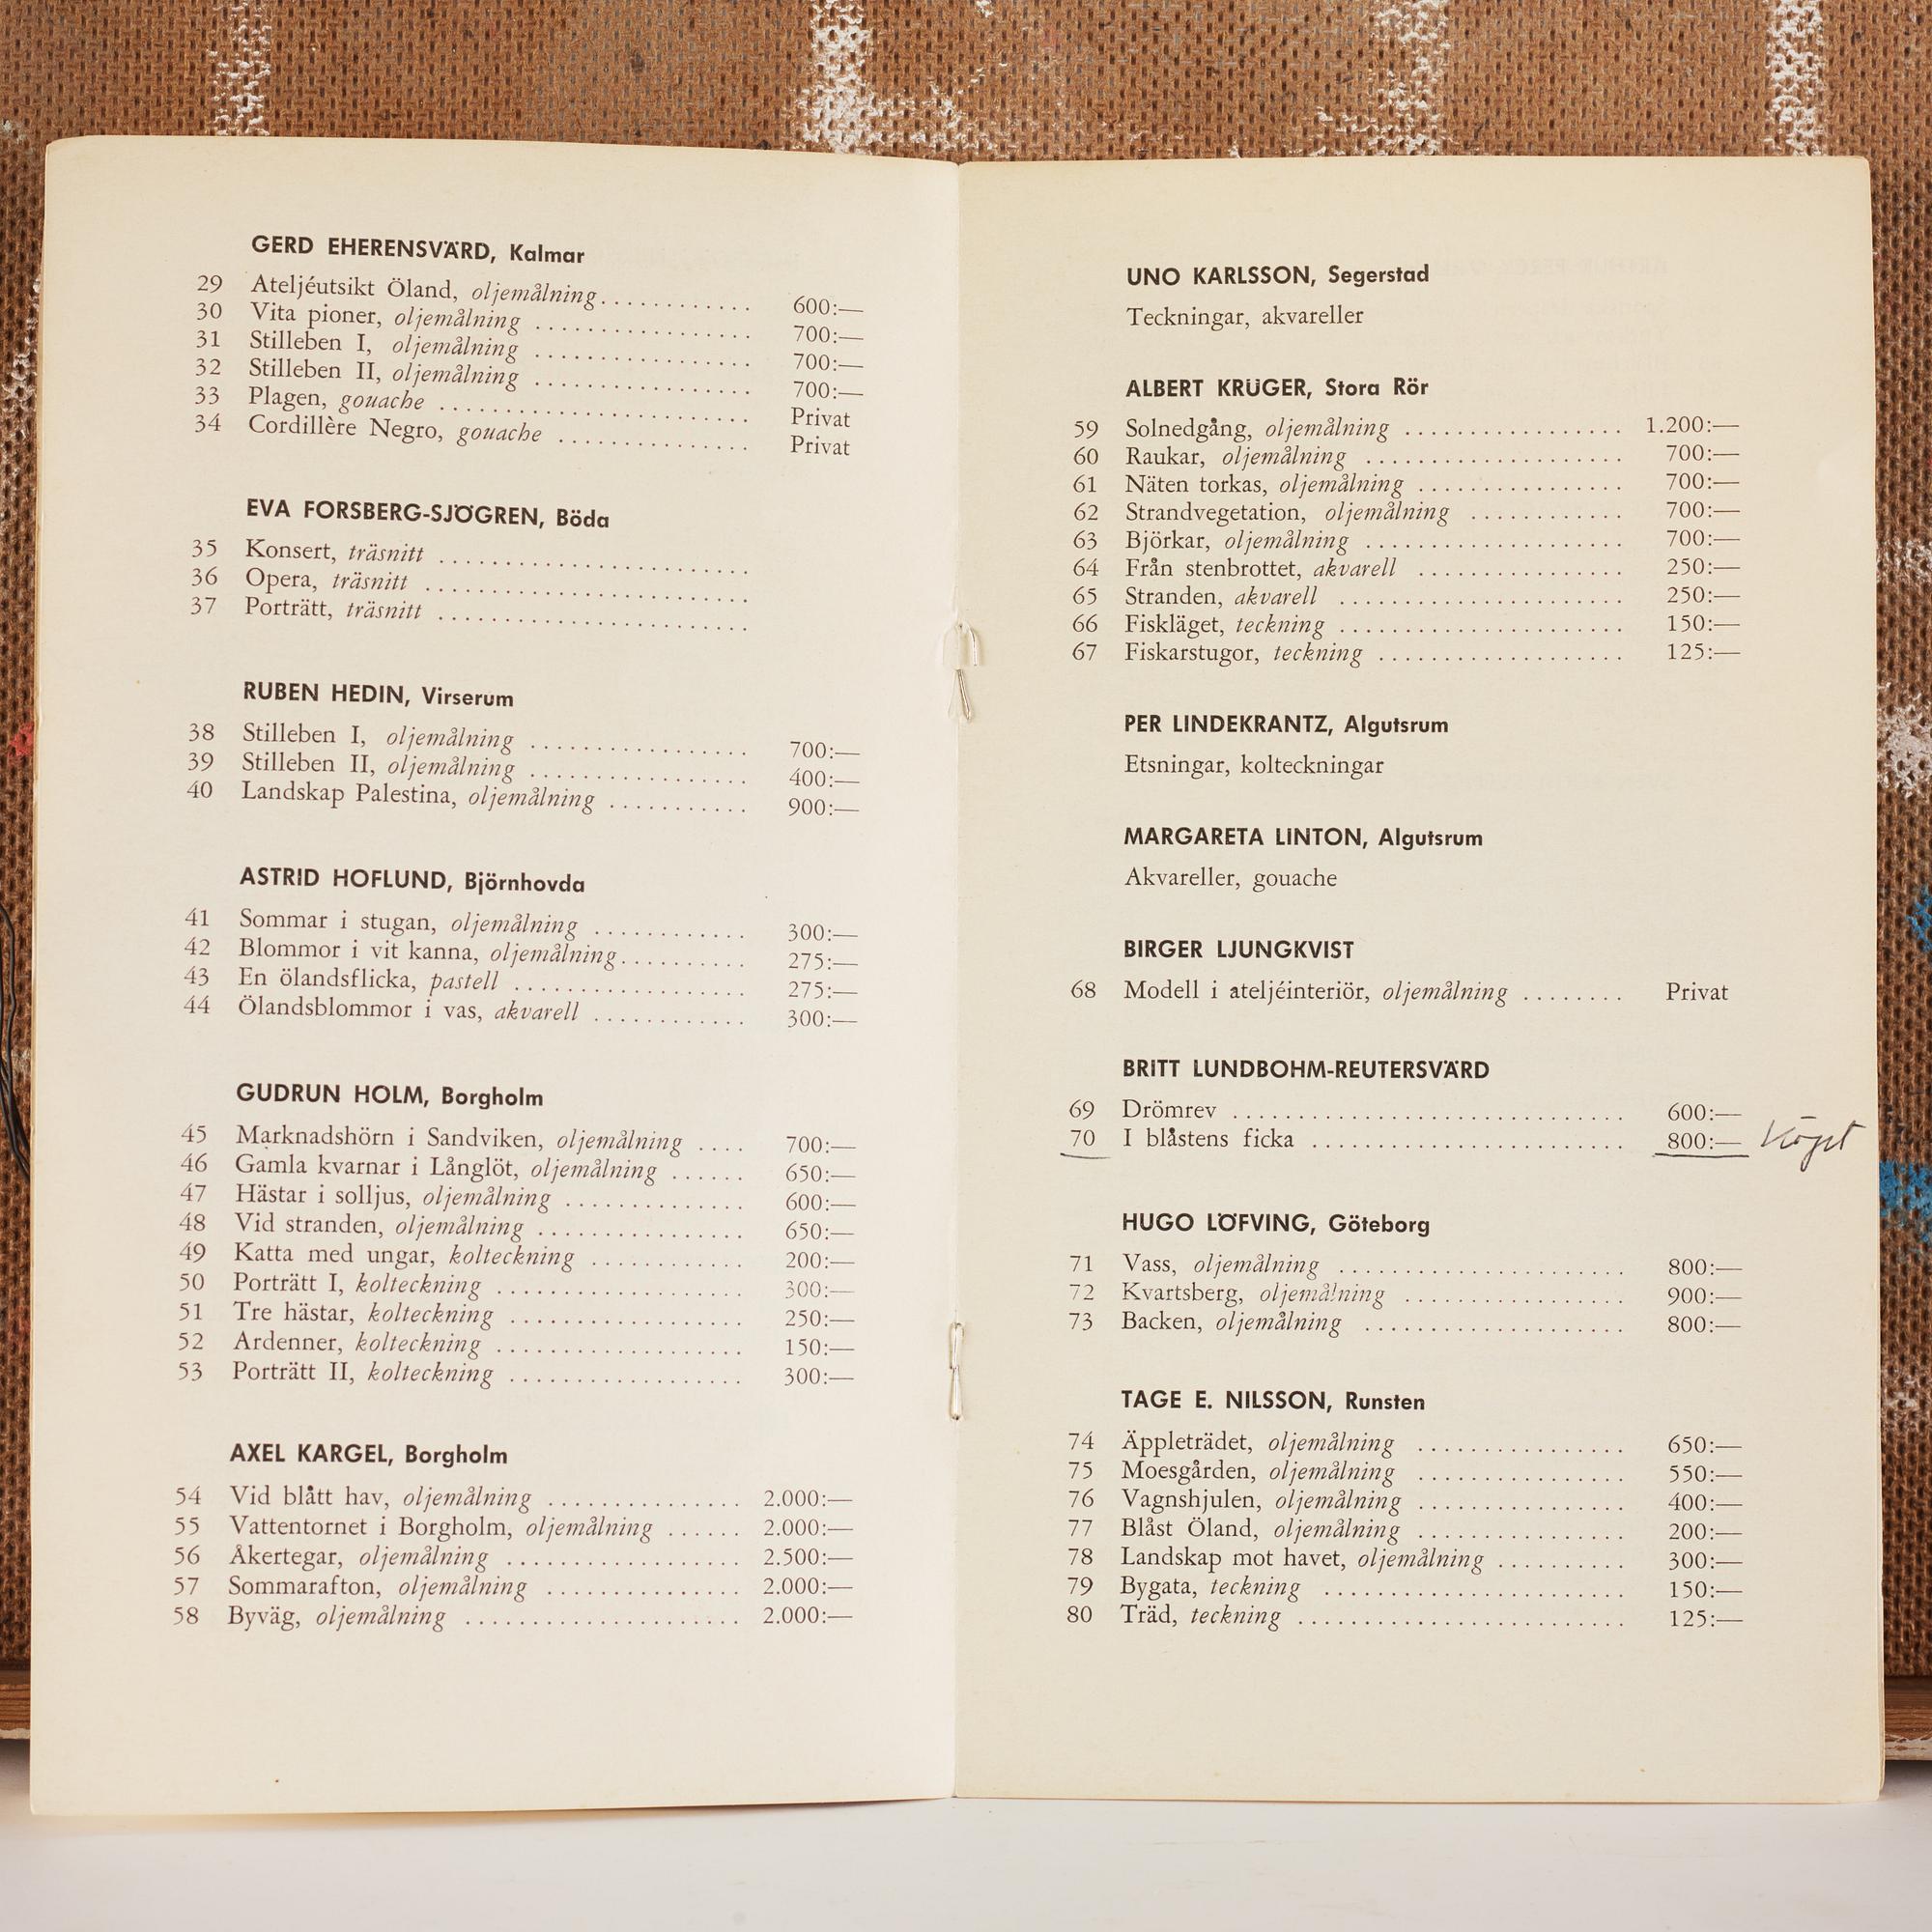 GERD EHERENSVÄRD, Kalmar
29 Ateljéutsikt Öland, oljemålning............ 600:—
30 Vita pioner, oljemålning ................. 700:—
31 Stilleben I, oljemålning ................. 700:—
32 Stilleben II, oljemålning ................. 700:—
33 Plagen, gouache ........................ Privat
34 Cordillère Negro, gouache ............... Privat
EVA FORSBERG-SJÖGREN, Böda
35 Konsert, träsnitt ........................
36 Opera, träsnitt .........................
37 Porträtt, träsnitt ........................
RUBEN HEDIN, Virserum
38 Stilleben I, oljemålning ................. 700:—
39 Stilleben II, oljemålning ................. 400:—
40 Landskap Palestina, oljemålning ........... 900:—
ASTRID HOFLUND, Björnhovda
41 Sommar i stugan, oljemålning ............ 300:—
42 Blommor i vit kanna, oljemålning.......... 275:—
43 En ölandsflicka, pastell .................. 275:—
44 Ölandsblommor i vas, akvarell ............ 300:—
GUDRUN HOLM, Borgholm
45 Marknadshörn i Sandviken, oljemålning .... 700:—
46 Gamla kvarnar i Långlöt, oljemålning ...... 650:—
47 Hästar i solljus, oljemålning .............. 600:—
48 Vid stranden, oljemålning ................ 650:—
49 Katta med ungar, kolteckning ............ 200:—
50 Porträtt I, kolteckning ................... 300:—
51 Tre hästar, kolteckning .................. 250:—
52 Ardenner, kolteckning ................... 150:—
53 Porträtt II, kolteckning .................. 300:—
AXEL KARGEL, Borgholm
54 Vid blått hav, oljemålning ............... 2.000:—
55 Vattentornet i Borgholm, oljemålning ...... 2.000:—
56 Åkertegar, oljemålning .................. 2.500:—
57 Sommarafton, oljemålning ............... 2.000:—
58 Byväg, oljemålning ..................... 2.000:—
UNO KARLSSON, Segerstad
Teckningar, akvareller
ALBERT KRÜGER, Stora Rör
59 Solnedgång, oljemålning ................. 1.200:—
60 Raukar, oljemålning .................... 700:—
61 Näten torkas, oljemålning ................ 700:—
62 Strandvegetation, oljemålning ............ 700:—
63 Björkar, oljemålning .................... 700:—
64 Från stenbrottet, akvarell ................ 250:—
65 Stranden, akvarell ...................... 250:—
66 Fiskläget, teckning ...................... 150:—
67 Fiskarstugor, teckning ................... 125:—
PER LINDEKRANTZ, Algutsrum
Etsningar, kolteckningar
MARGARETA LINTON, Algutsrum
Akvareller, gouache
BIRGER LJUNGKVIST
68 Modell i ateljéinteriör, oljemålning ........ Privat
BRITT LUNDBOHM-REUTERSVÄRD
69 Drömrev .............................. 600:—
70 I blåstens ficka ........................ 800:—
HUGO LÖFVING, Göteborg
71 Vass, oljemålning ...................... 800:—
72 Kvartsberg, oljemålning ................. 900:—
73 Backen, oljemålning .................... 800:—
TAGE E. NILSSON, Runsten
74 Äppleträdet, oljemålning ................ 650:—
75 Moesgården, oljemålning ................ 550:—
76 Vagnshjulen, oljemålning ................ 400:—
77 Blåst Öland, oljemålning ................ 200:—
78 Landskap mot havet, oljemålning .......... 300:—
79 Bygata, teckning ....................... 150:—
80 Träd, teckning ......................... 125:—